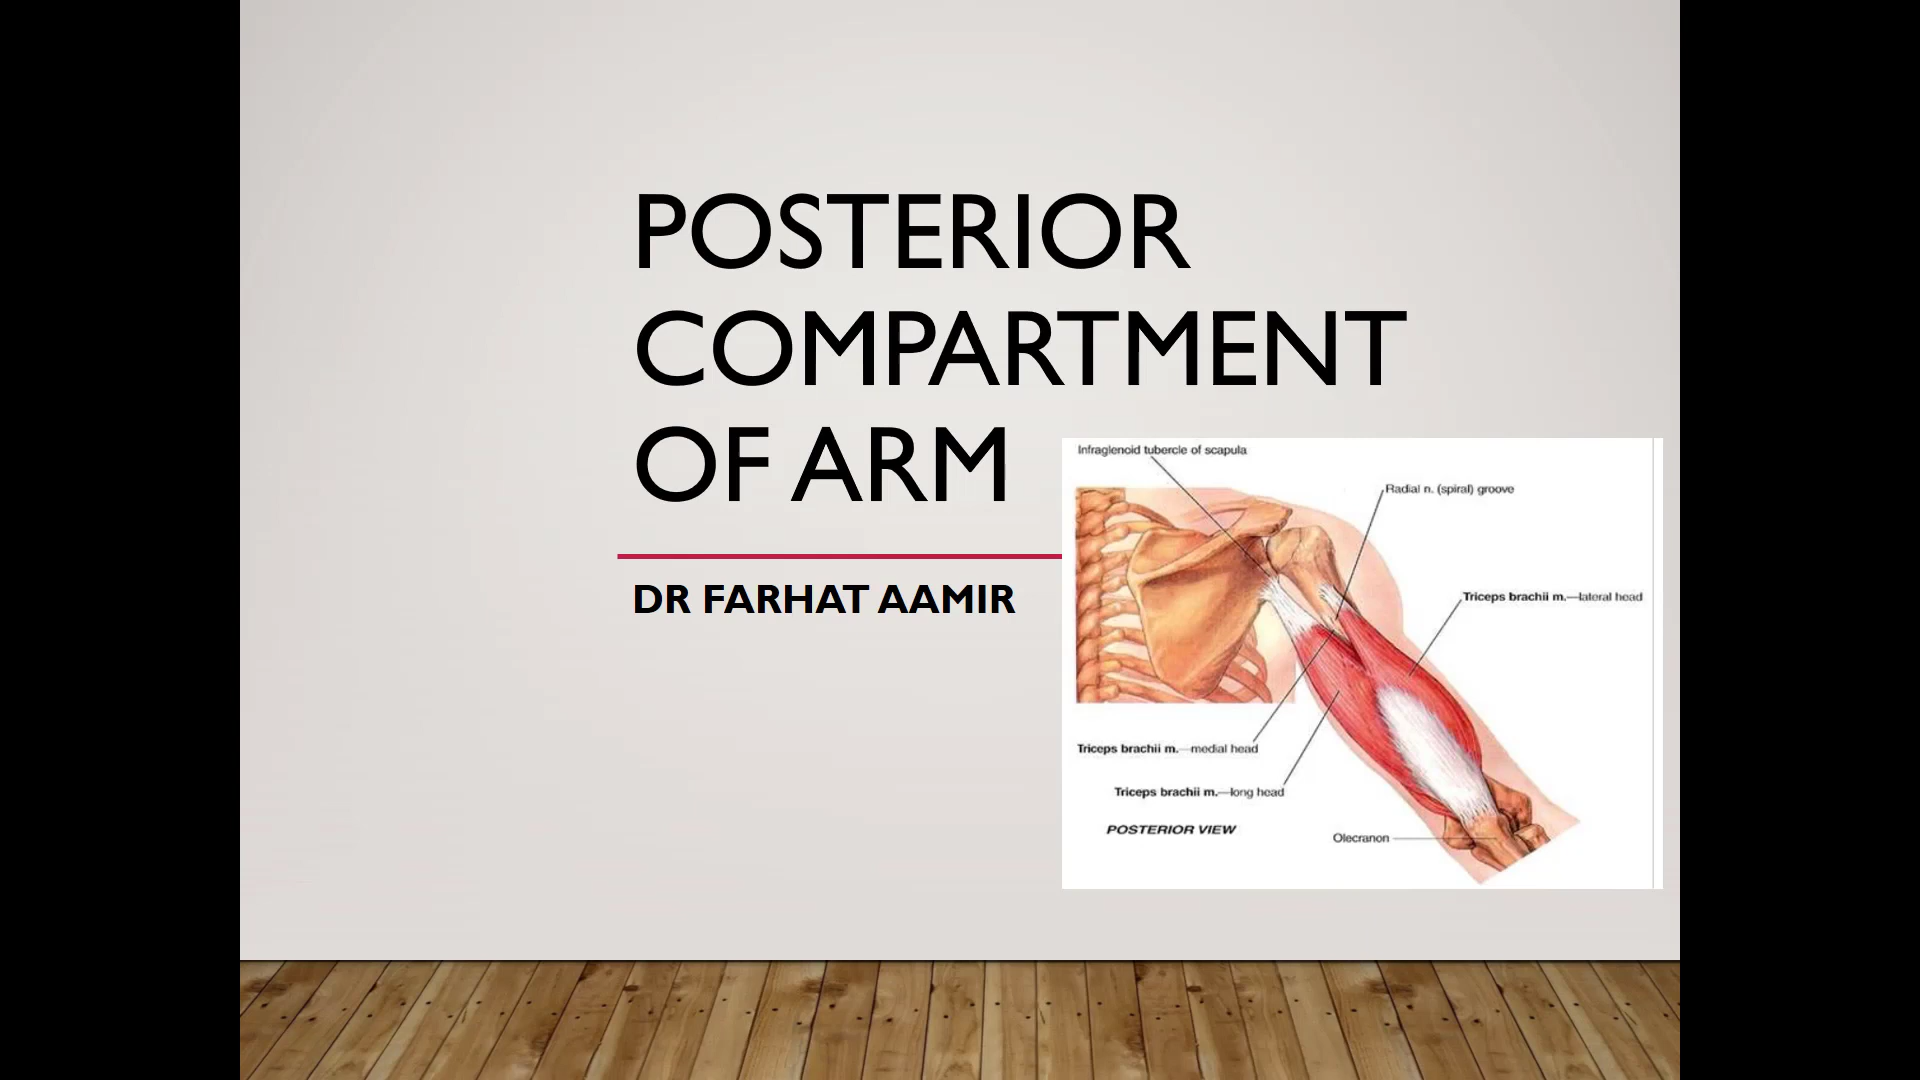 POSTERIOR
COMPARTMENT
OF ARM
DR FARHAT AAMIR
Infraglenoid tubercle of scapula
Radial n. (spiral) groove
Triceps brachii m.—lateral head
Triceps brachii m.—medial head
Triceps brachii m.—long head
POSTERIOR VIEW
Olecranon